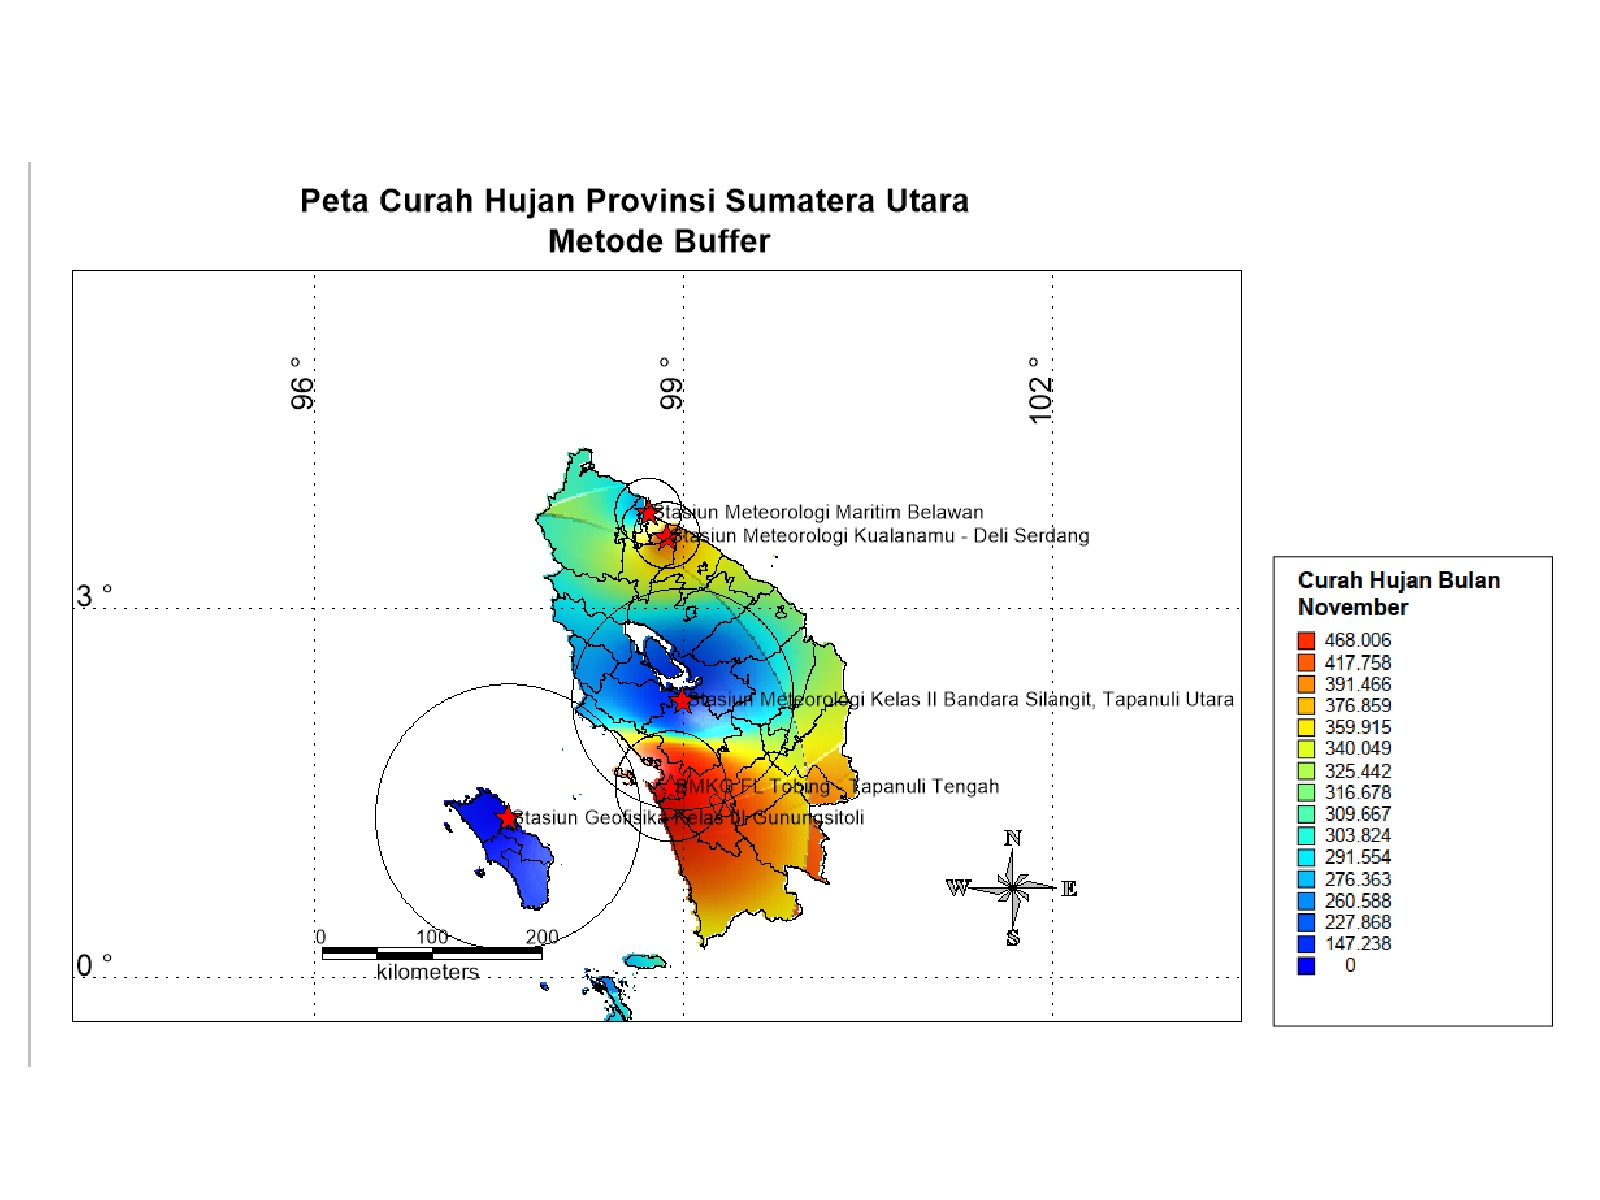 Peta Curah Hujan Provinsi Sumatera Utara
Metode Buffer
96 °
99 °
102 °
Stasiun Meteorologi Maritim Belawan
Stasiun Meteorologi Kualanamu - Deli Serdang
3 °
Stasiun Meteorologi Kelas II Bandara Silangit, Tapanuli Utara
BMKG FL Tobing - Tapanuli Tengah
Stasiun Geofisika Kelas III Gunungsitoli
N
W E
S
0 100 200
kilometers
0 °
Curah Hujan Bulan
November
468.006
417.758
391.466
376.859
359.915
340.049
325.442
316.678
309.667
303.824
291.554
276.363
260.588
227.868
147.238
0